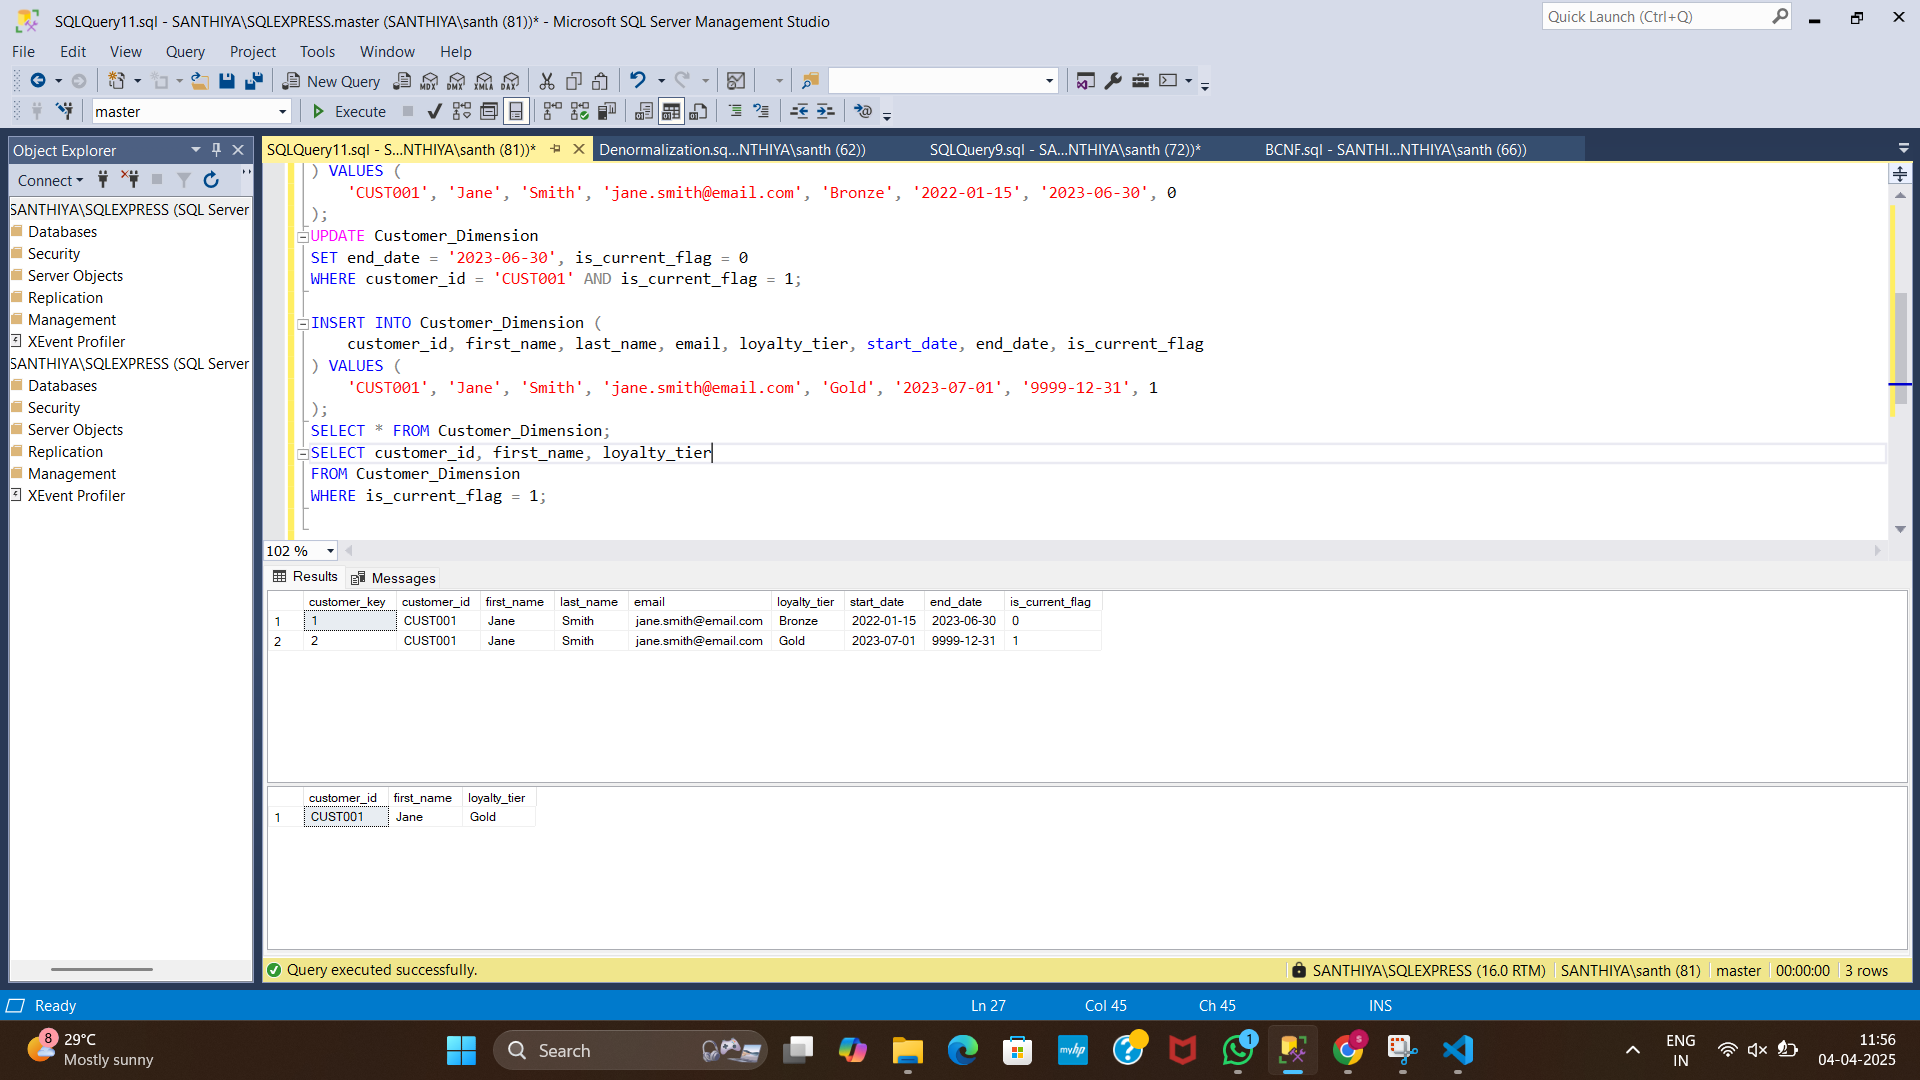 SQLQuery11.sql - SANTHIYA\SQLEXPRESS.master (SANTHIYA\santh (81))* - Microsoft SQL Server Management Studio
Quick Launch (Ctrl+Q)
File Edit View Query Project Tools Window Help
New Query MDX DMX XMLA DAX
master Execute
Object Explorer
SQLQuery11.sql - S...NTHIYA\santh (81))* Denormalization.sq...NTHIYA\santh (62)) SQLQuery9.sql - SA...NTHIYA\santh (72))* BCNF.sql - SANTHI...NTHIYA\santh (66))
Connect
SANTHIYA\SQLEXPRESS (SQL Server
Databases
Security
Server Objects
Replication
Management
XEvent Profiler
SANTHIYA\SQLEXPRESS (SQL Server
Databases
Security
Server Objects
Replication
Management
XEvent Profiler
) VALUES (
'CUST001', 'Jane', 'Smith', 'jane.smith@email.com', 'Bronze', '2022-01-15', '2023-06-30', 0
);
UPDATE Customer_Dimension
SET end_date = '2023-06-30', is_current_flag = 0
WHERE customer_id = 'CUST001' AND is_current_flag = 1;
INSERT INTO Customer_Dimension (
customer_id, first_name, last_name, email, loyalty_tier, start_date, end_date, is_current_flag
) VALUES (
'CUST001', 'Jane', 'Smith', 'jane.smith@email.com', 'Gold', '2023-07-01', '9999-12-31', 1
);
SELECT * FROM Customer_Dimension;
SELECT customer_id, first_name, loyalty_tier
FROM Customer_Dimension
WHERE is_current_flag = 1;
102 %
Results Messages
customer_key customer_id first_name last_name email loyalty_tier start_date end_date is_current_flag
1 1 CUST001 Jane Smith jane.smith@email.com Bronze 2022-01-15 2023-06-30 0
2 2 CUST001 Jane Smith jane.smith@email.com Gold 2023-07-01 9999-12-31 1
customer_id first_name loyalty_tier
1 CUST001 Jane Gold
Query executed successfully. SANTHIYA\SQLEXPRESS (16.0 RTM) SANTHIYA\santh (81) master 00:00:00 3 rows
Ready Ln 27 Col 45 Ch 45 INS
8 29°C
Mostly sunny
Search
myhp
1
S
ENG
IN
11:56
04-04-2025